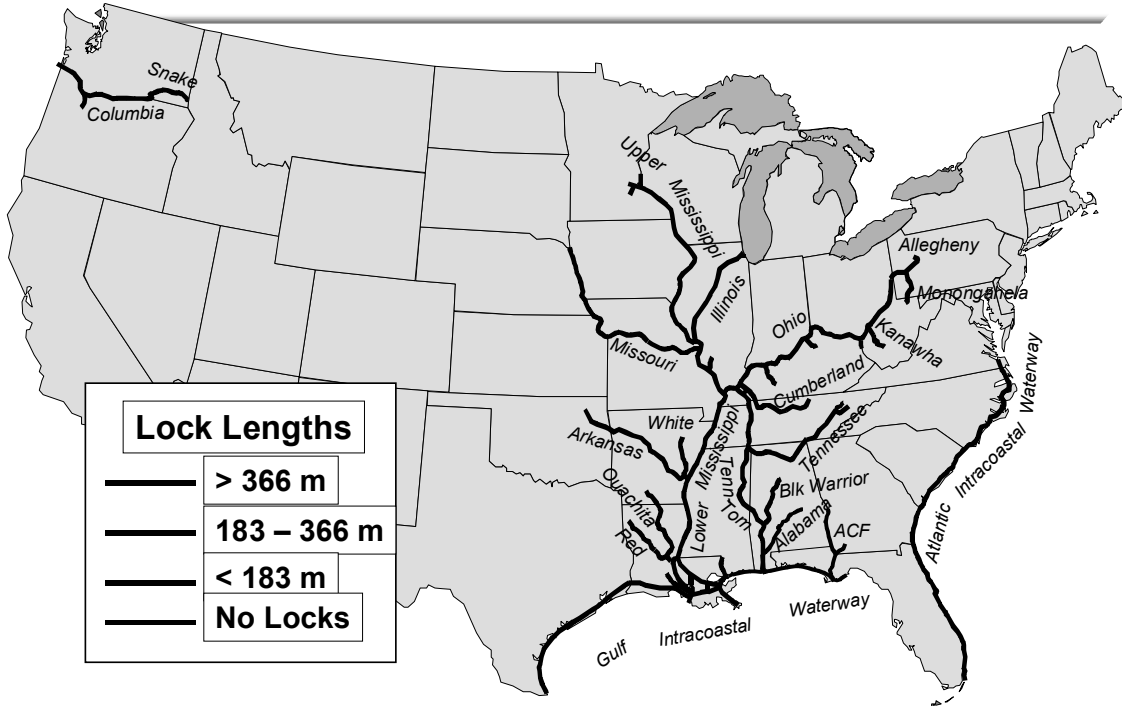 Snake
Columbia
Upper
Mississippi
Allegheny
Monongahela
Illinois
Ohio
Kanawha
Missouri
Cumberland
Waterway
Lock Lengths
> 366 m
183 – 366 m
< 183 m
No Locks
White
Arkansas
Mississippi
Lower
Tennessee
Tenn
Tom
Ouachita
Red
Blk Warrior
Alabama
ACF
Intracoastal
Atlantic
Waterway
Intracoastal
Gulf